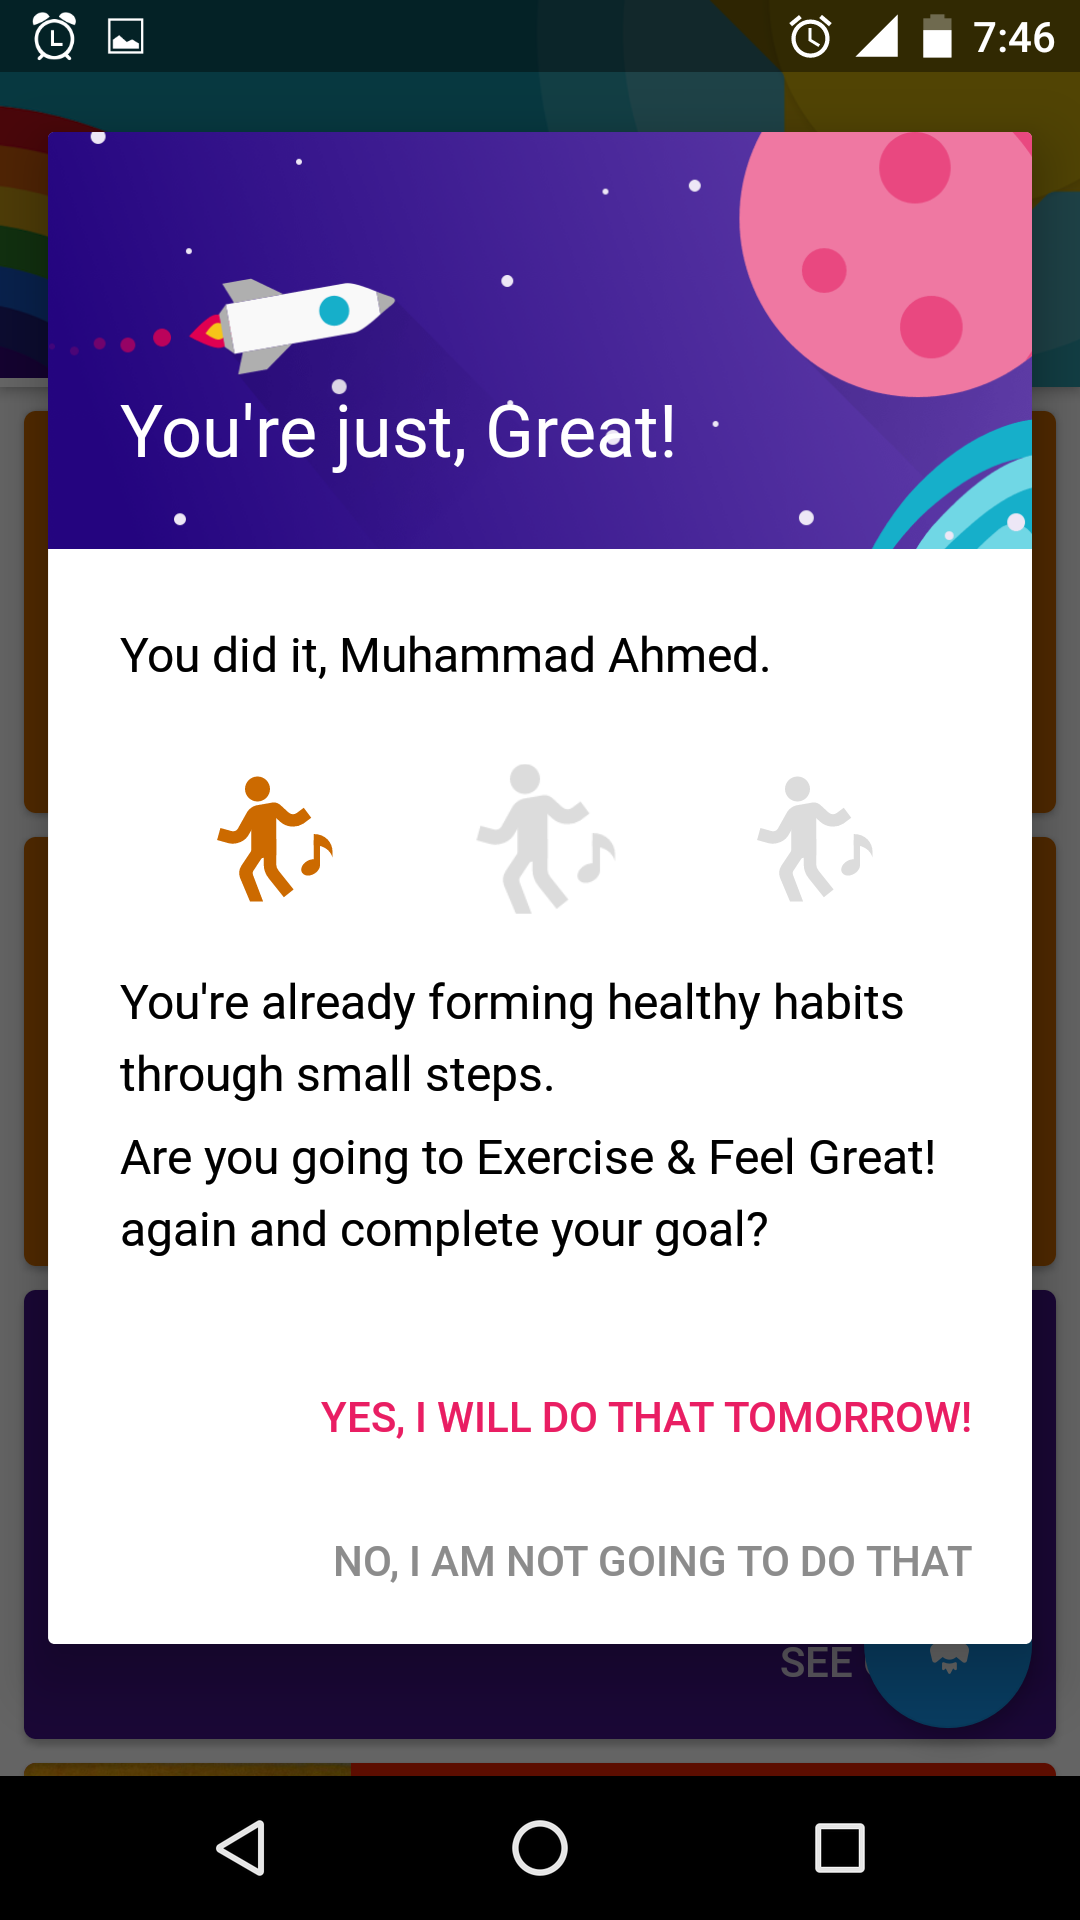 7:46
You're just, Great!
You did it, Muhammad Ahmed.
You're already forming healthy habits
through small steps.
Are you going to Exercise & Feel Great!
again and complete your goal?
YES, I WILL DO THAT TOMORROW!
NO, I AM NOT GOING TO DO THAT
SEE